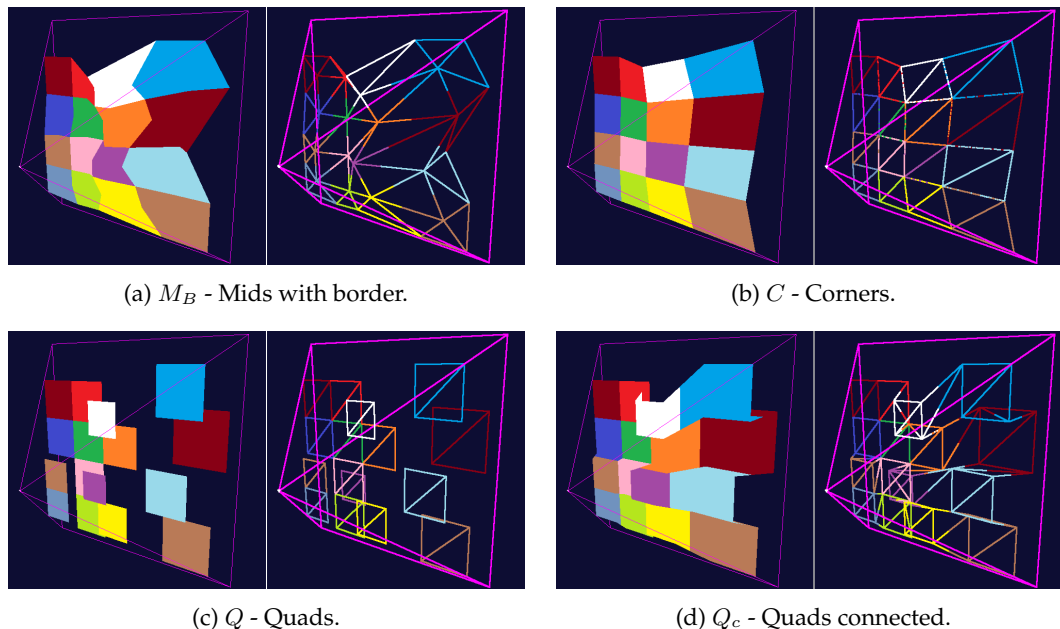 (a) M_B - Mids with border.
(b) C - Corners.
(c) Q - Quads.
(d) Q_c - Quads connected.